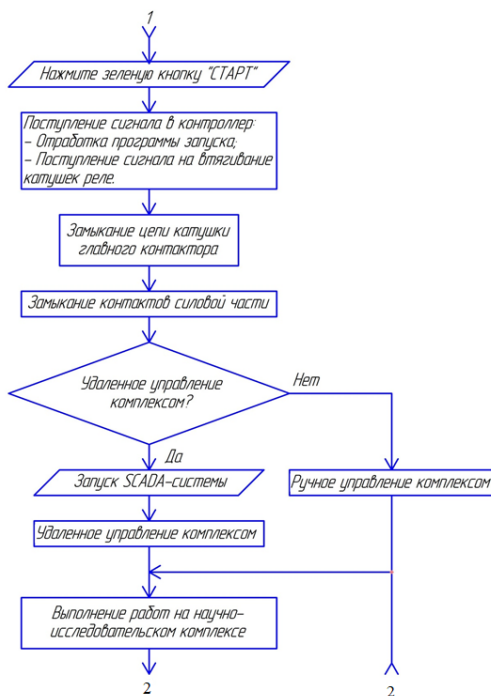 1
Нажмите зеленую кнопку "СТАРТ"
Поступление сигнала в контроллер:
- Отработка программы запуска;
- Поступление сигнала на втягивание
катушек реле.
Замыкание цепи катушки
главного контактора
Замыкание контактов силовой части
Удаленное управление
комплексом?
Нет
Да
Запуск SCADA-системы
Ручное управление комплексом
Удаленное управление комплексом
Выполнение работ на научно-
исследовательском комплексе
2
2